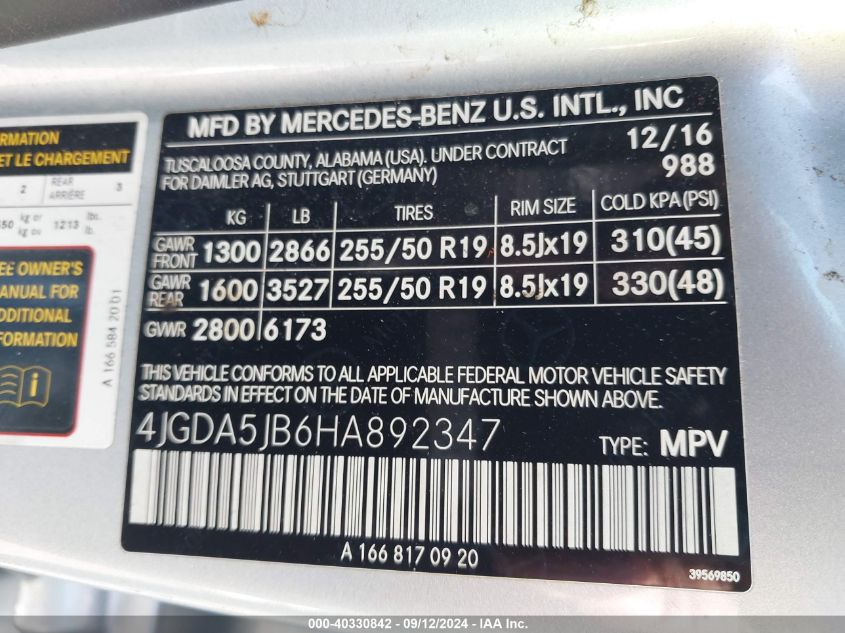 RMATION
ET LE CHARGEMENT
2 REAR ARRIÈRE 3
kg or kg ou 1213 lbs. lb.
EE OWNER'S
ANUAL FOR
DDITIONAL
FORMATION
A 166 584 20 01
MFD BY MERCEDES-BENZ U.S. INTL., INC
TUSCALOOSA COUNTY, ALABAMA (USA). UNDER CONTRACT 12/16
FOR DAIMLER AG, STUTTGART (GERMANY) 988
KG LB TIRES RIM SIZE COLD KPA (PSI)
GAWR FRONT 1300 2866 255/50 R19 8.5Jx19 310(45)
GAWR REAR 1600 3527 255/50 R19 8.5Jx19 330(48)
GVWR 2800 6173
THIS VEHICLE CONFORMS TO ALL APPLICABLE FEDERAL MOTOR VEHICLE SAFETY
STANDARDS IN EFFECT ON THE DATE OF MANUFACTURE SHOWN ABOVE.
4JGDA5JB6HA892347 TYPE: MPV
A 166 817 09 20
39569850
000-40330842 - 09/12/2024 - IAA Inc.